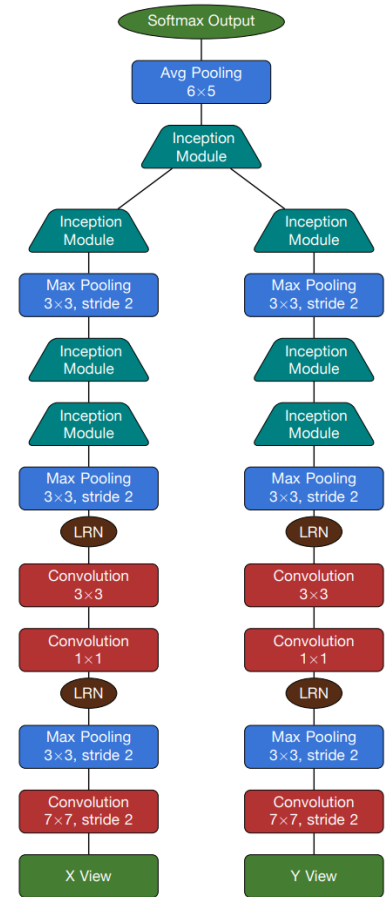 Softmax Output
Avg Pooling
6×5
Inception
Module
Inception
Module
Inception
Module
Max Pooling
3×3, stride 2
Max Pooling
3×3, stride 2
Inception
Module
Inception
Module
Inception
Module
Inception
Module
Max Pooling
3×3, stride 2
Max Pooling
3×3, stride 2
LRN
LRN
Convolution
3×3
Convolution
3×3
Convolution
1×1
Convolution
1×1
LRN
LRN
Max Pooling
3×3, stride 2
Max Pooling
3×3, stride 2
Convolution
7×7, stride 2
Convolution
7×7, stride 2
X View
Y View